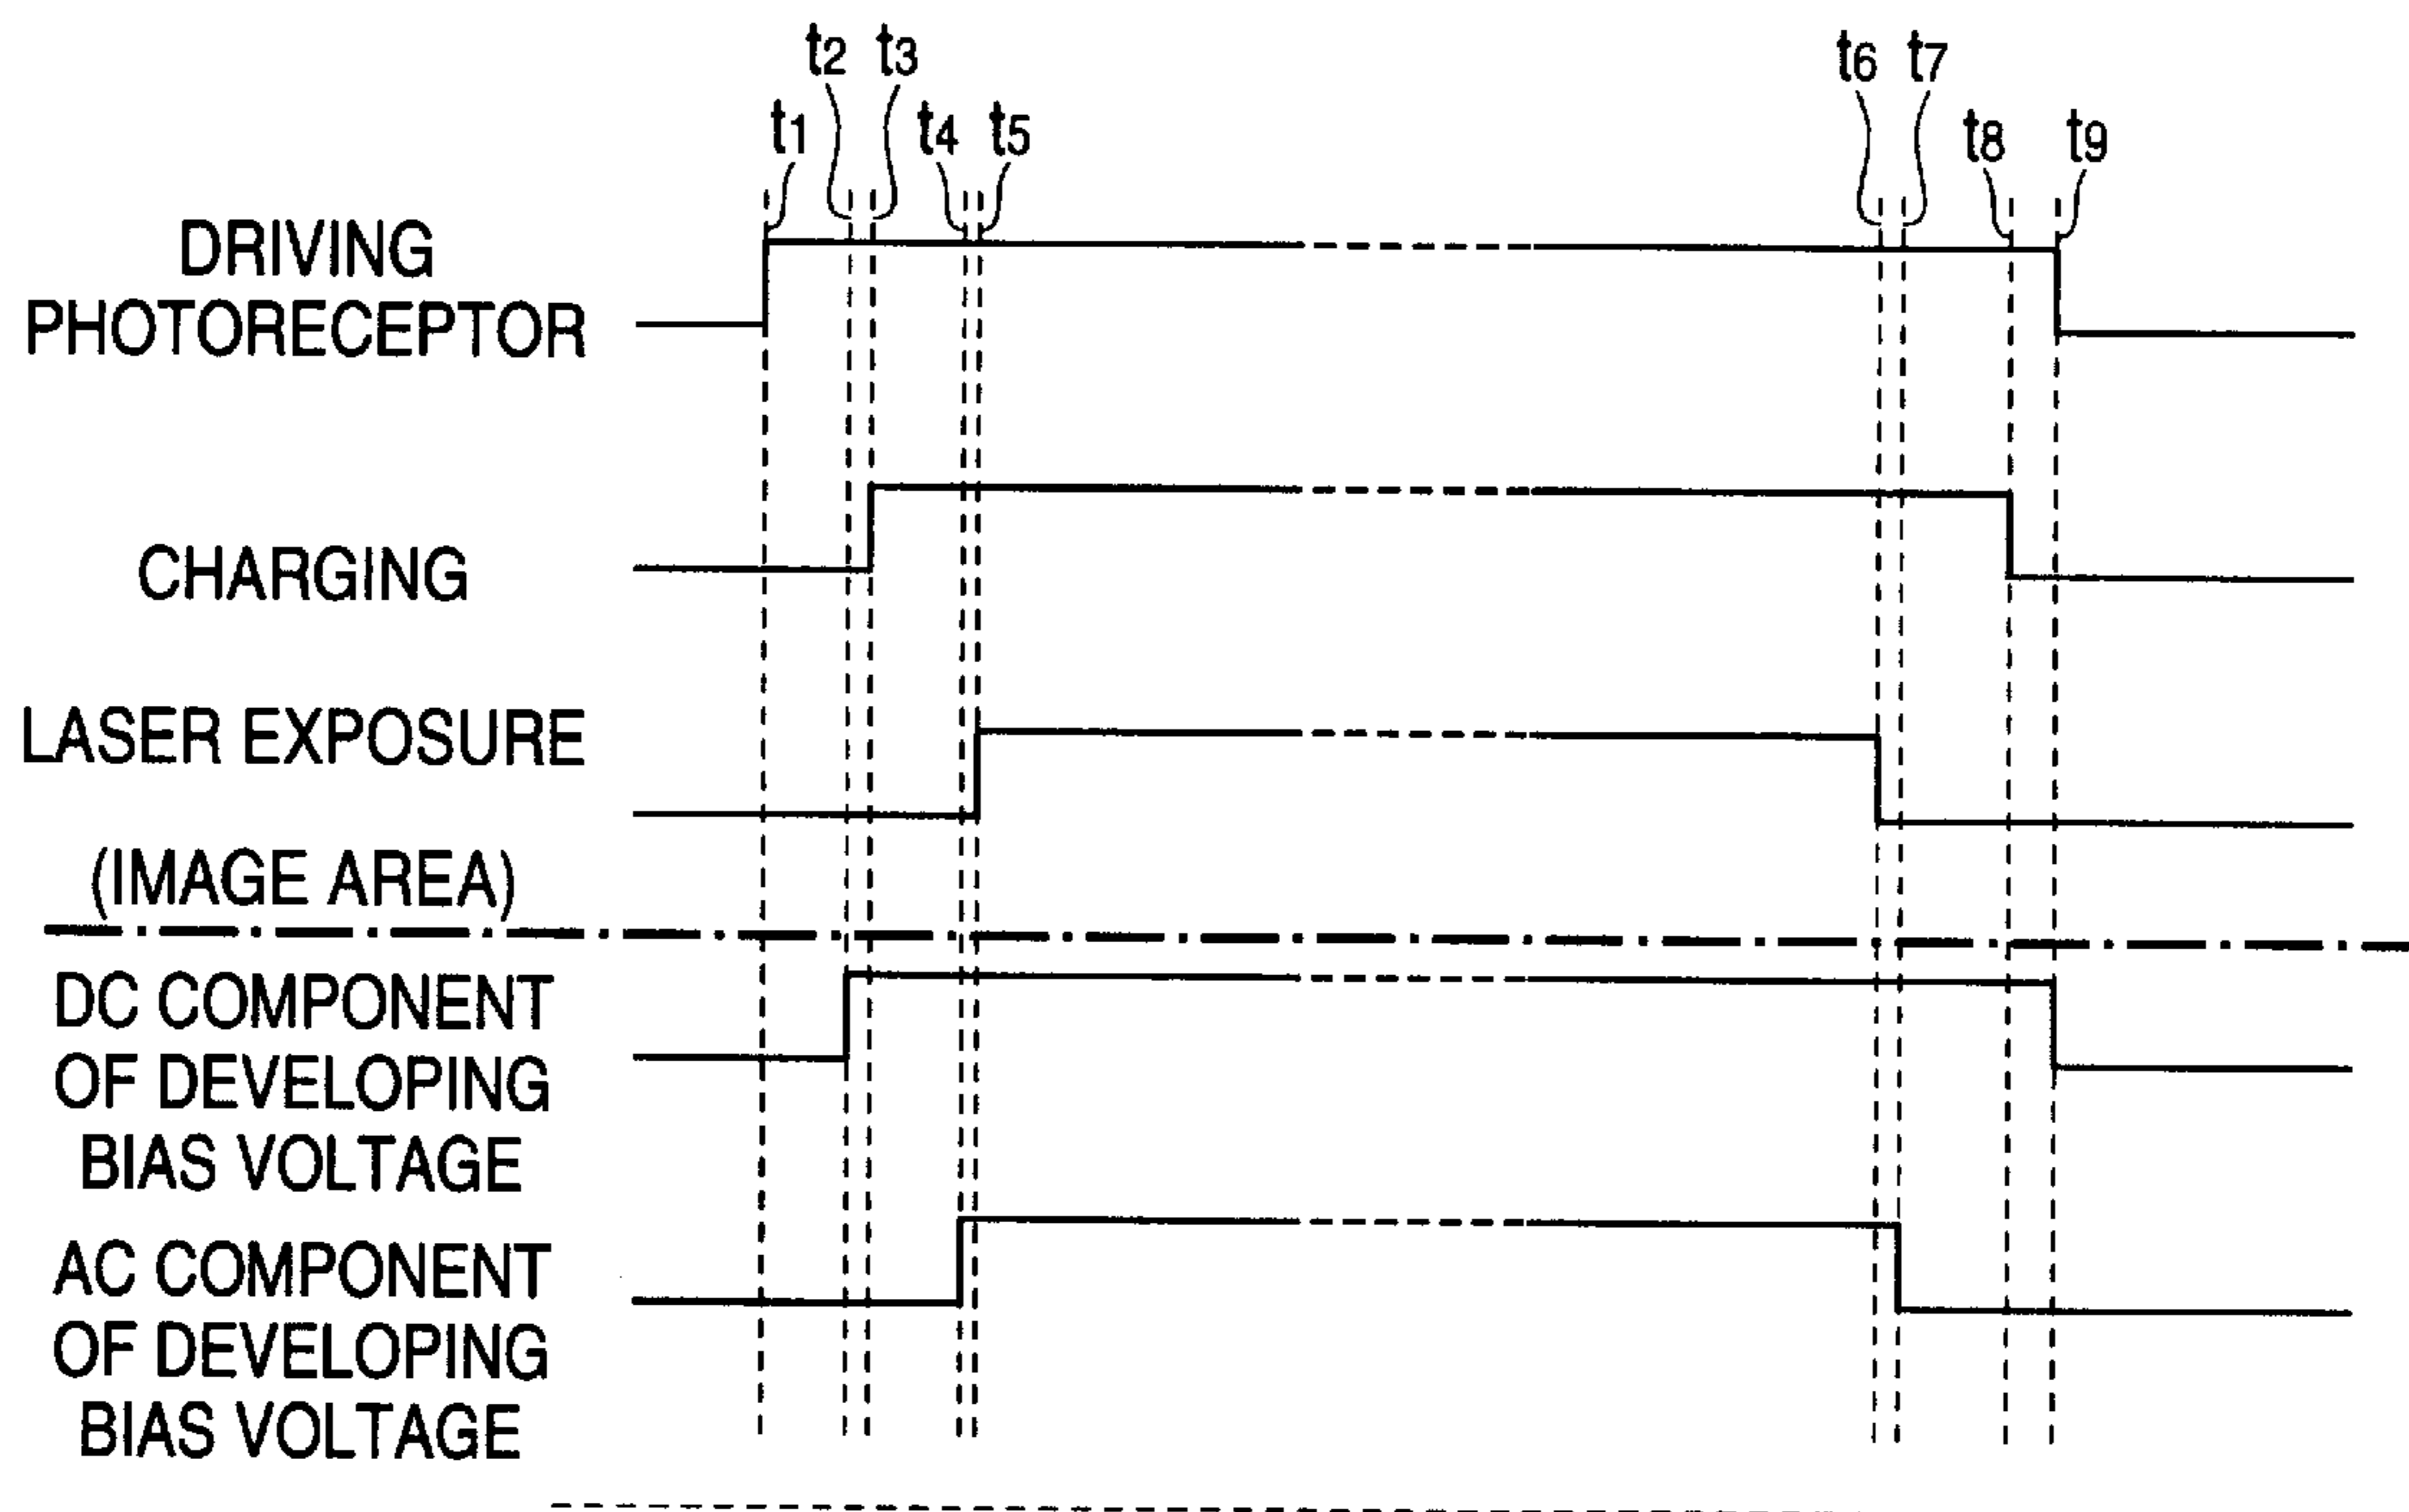 t2 t3
t6 t7
t1
t4 t5
t8 t9
DRIVING
PHOTORECEPTOR
CHARGING
LASER EXPOSURE
(IMAGE AREA)
DC COMPONENT
OF DEVELOPING
BIAS VOLTAGE
AC COMPONENT
OF DEVELOPING
BIAS VOLTAGE